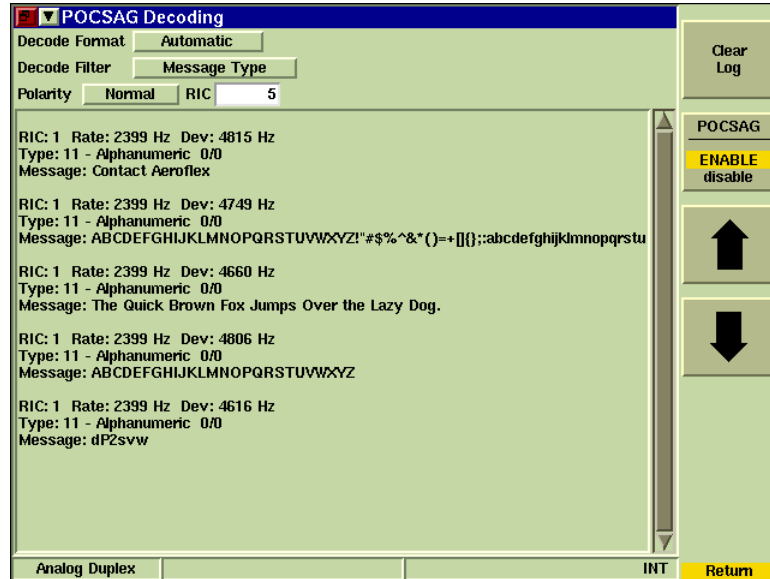 POCSAG Decoding
Decode Format Automatic
Decode Filter Message Type
Polarity Normal RIC 5
RIC: 1 Rate: 2399 Hz Dev: 4815 Hz
Type: 11 - Alphanumeric 0/0
Message: Contact Aeroflex
RIC: 1 Rate: 2399 Hz Dev: 4749 Hz
Type: 11 - Alphanumeric 0/0
Message: ABCDEFGHIJKLMNOPQRSTUVWXYZ!"#$%^&*()=+[]{};:abcdefghijklmnopqrstu
RIC: 1 Rate: 2399 Hz Dev: 4660 Hz
Type: 11 - Alphanumeric 0/0
Message: The Quick Brown Fox Jumps Over the Lazy Dog.
RIC: 1 Rate: 2399 Hz Dev: 4806 Hz
Type: 11 - Alphanumeric 0/0
Message: ABCDEFGHIJKLMNOPQRSTUVWXYZ
RIC: 1 Rate: 2399 Hz Dev: 4616 Hz
Type: 11 - Alphanumeric 0/0
Message: dP2svw
Clear
Log
POCSAG
ENABLE
disable
Analog Duplex
INT
Return